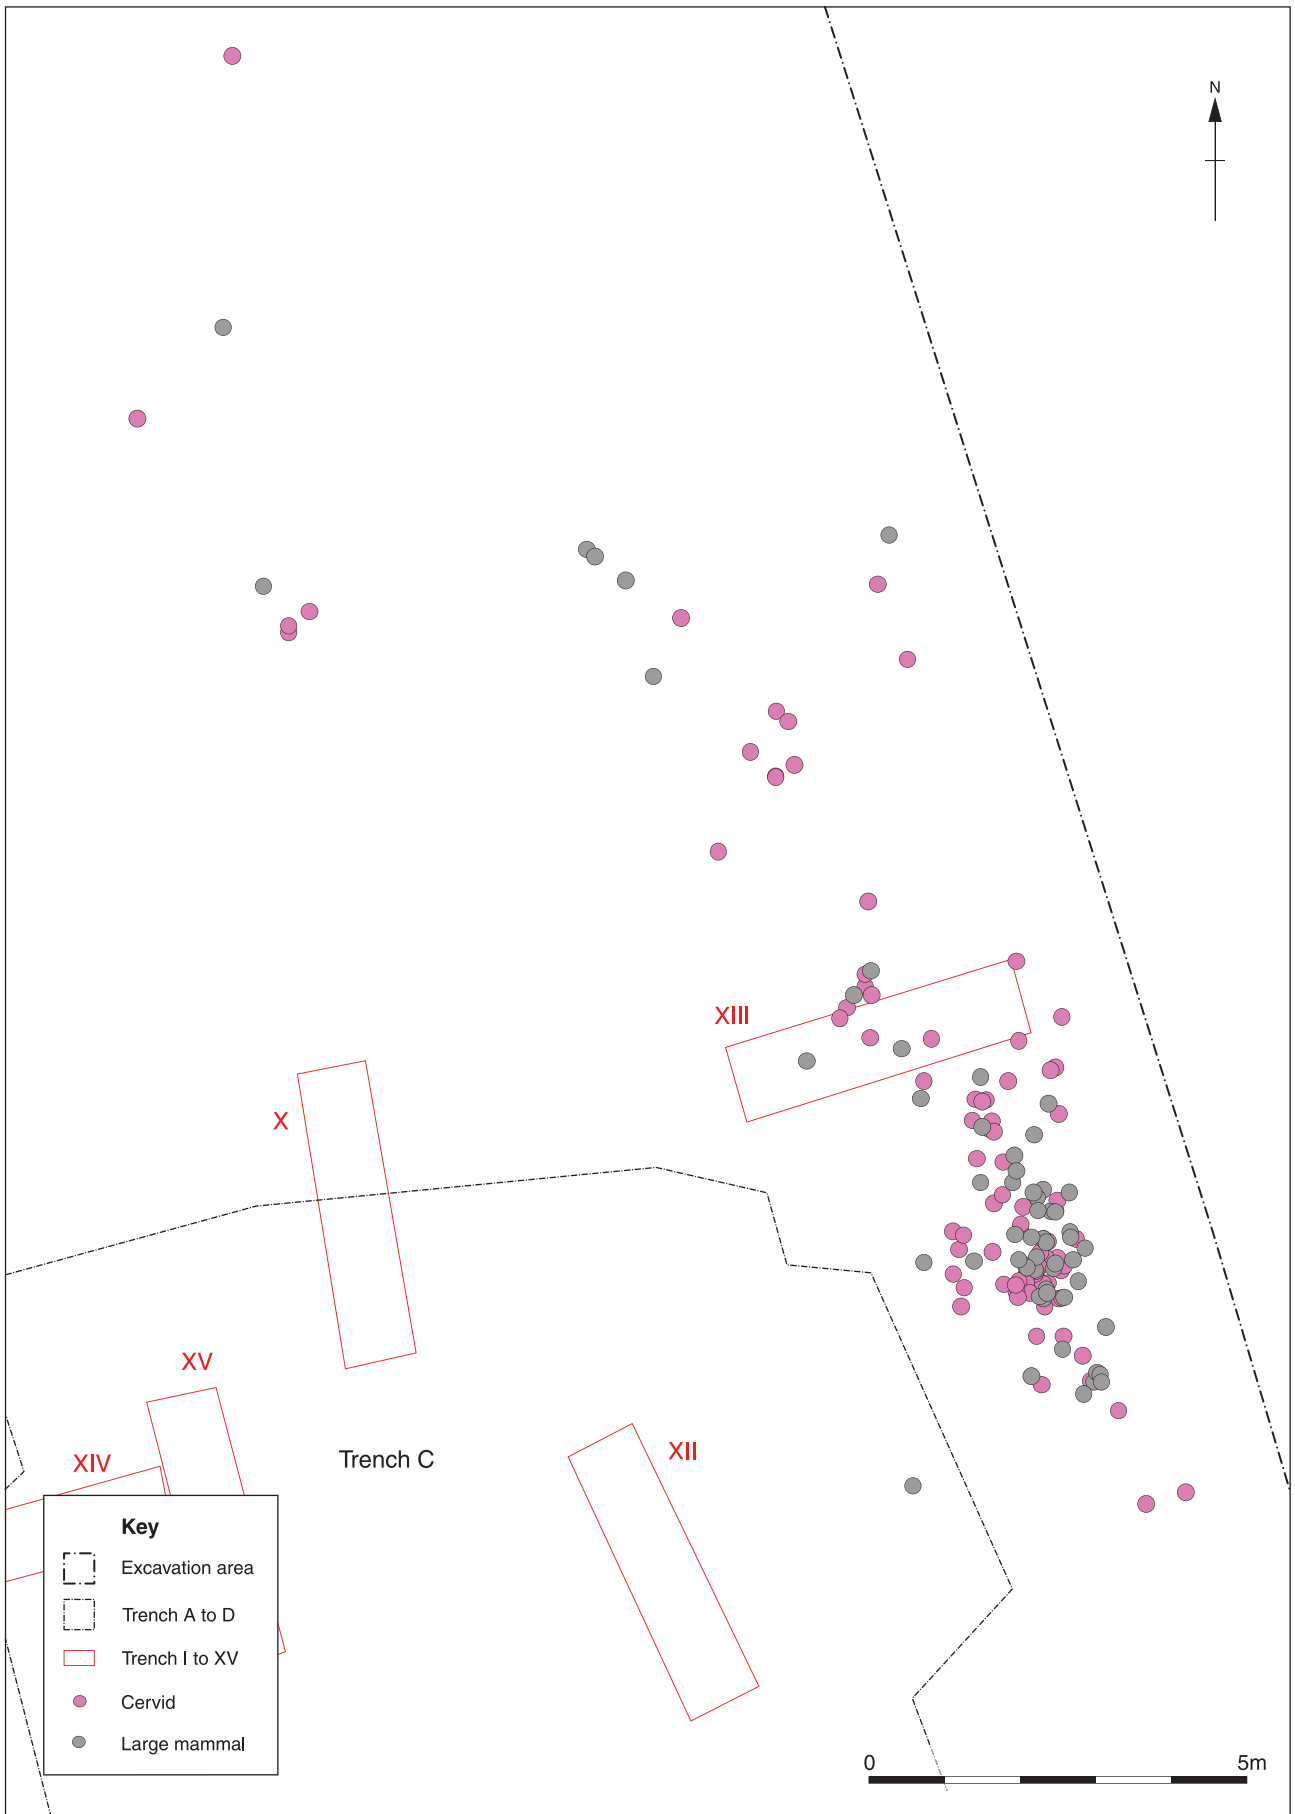 N
XIII
X
XV
XIV
Trench C
XII
Key
Excavation area
Trench A to D
Trench I to XV
Cervid
Large mammal
0 5m